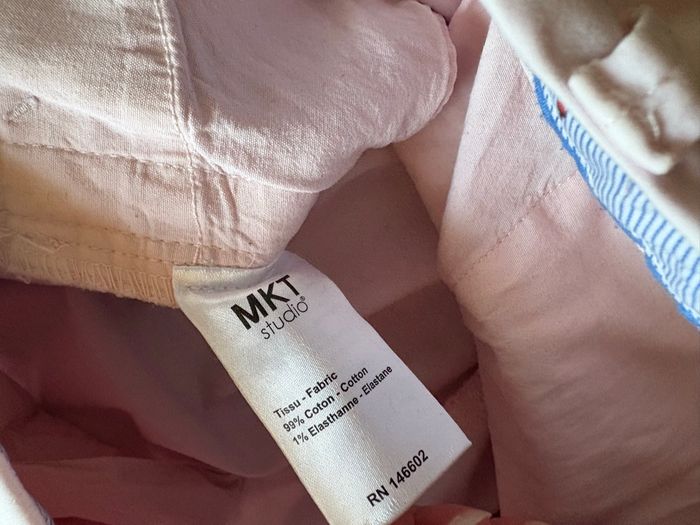 MKT
studio®
Tissu - Fabric
99% Coton - Cotton
1% Elasthanne - Elastane
RN 146602